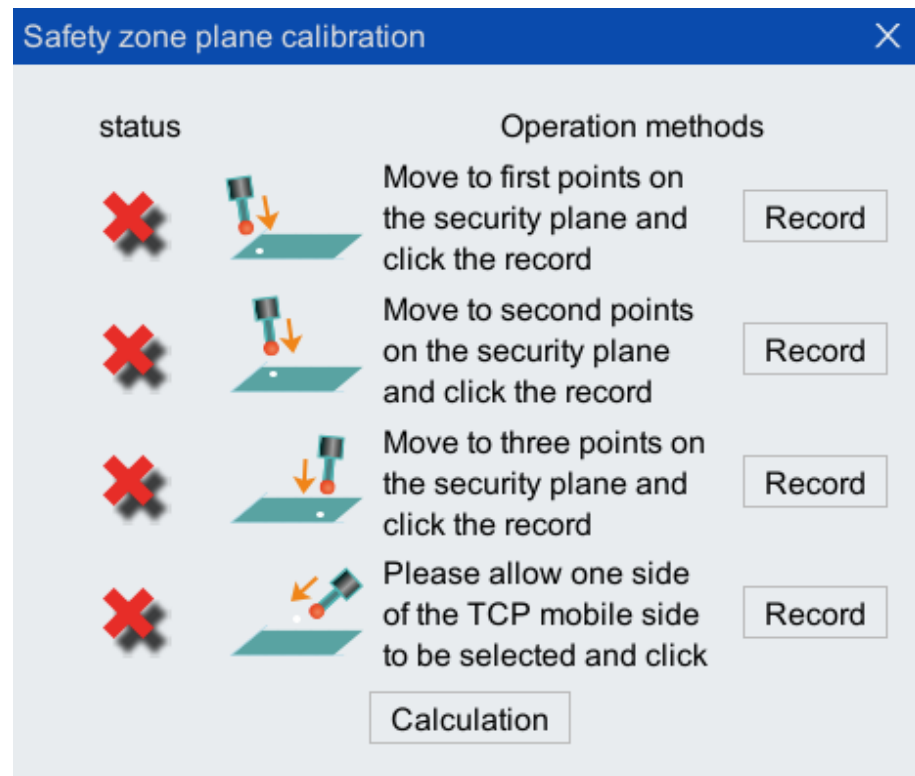 Safety zone plane calibration
status
Operation methods
Move to first points on
the security plane and
click the record
Record
Move to second points
on the security plane
and click the record
Record
Move to three points on
the security plane and
click the record
Record
Please allow one side
of the TCP mobile side
to be selected and click
Record
Calculation